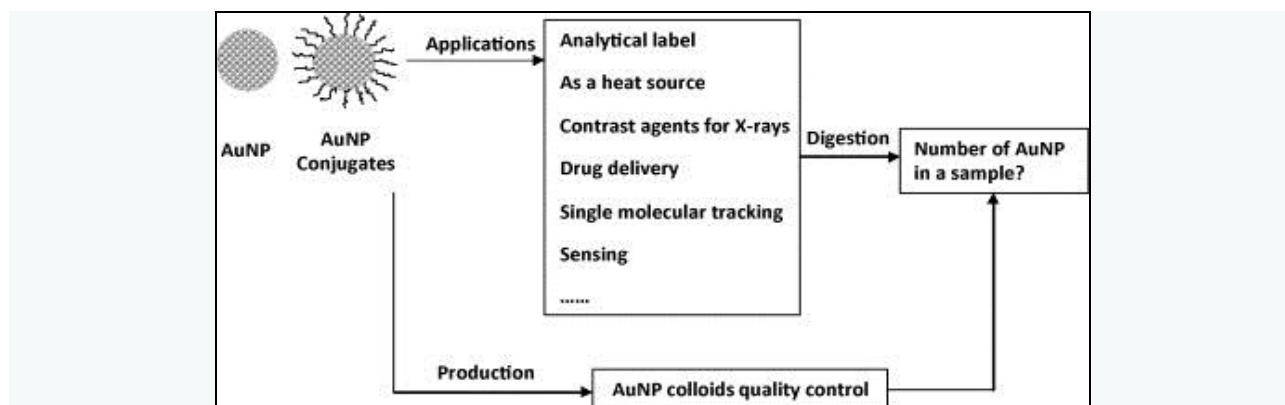 AuNP
AuNP
Conjugates
Applications
Analytical label
As a heat source
Contrast agents for X-rays
Drug delivery
Single molecular tracking
Sensing
......
Digestion
Number of AuNP
in a sample?
Production
AuNP colloids quality control